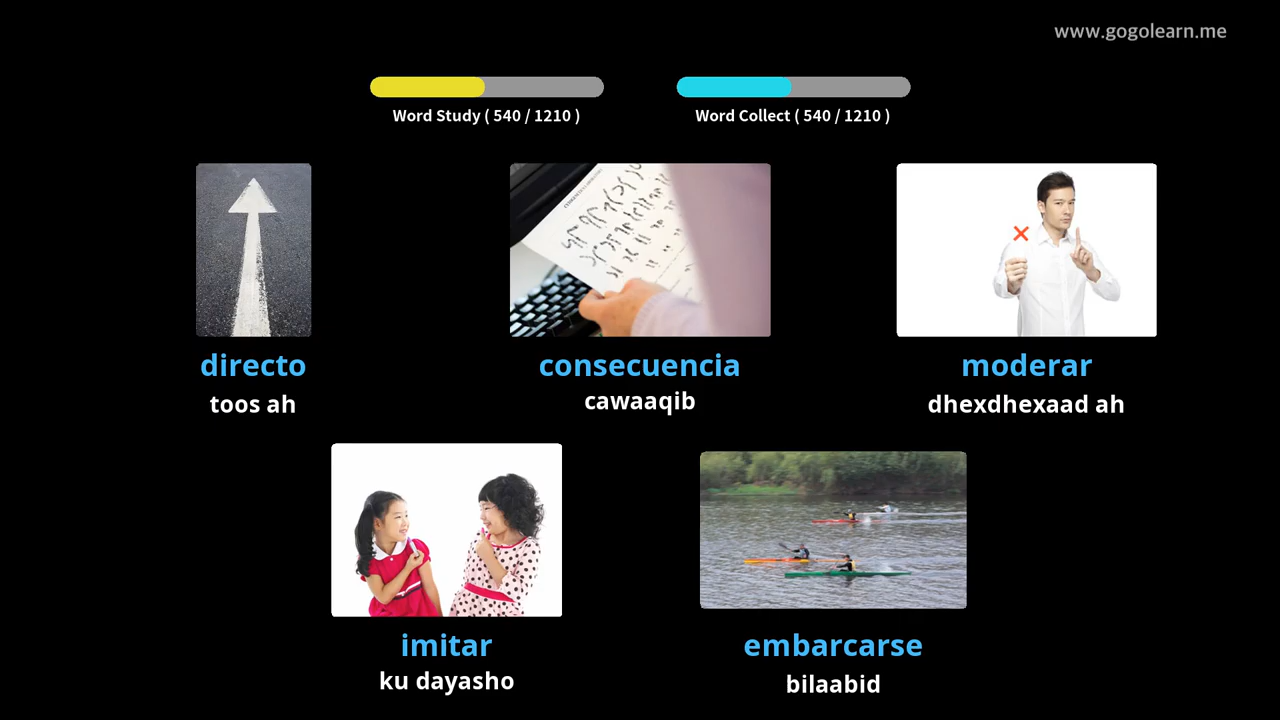 www.gogolearn.me
Word Study ( 540 / 1210 )
Word Collect ( 540 / 1210 )
directo
toos ah
consecuencia
cawaaqib
moderar
dhexdhexaad ah
imitar
ku dayasho
embarcarse
bilaabid